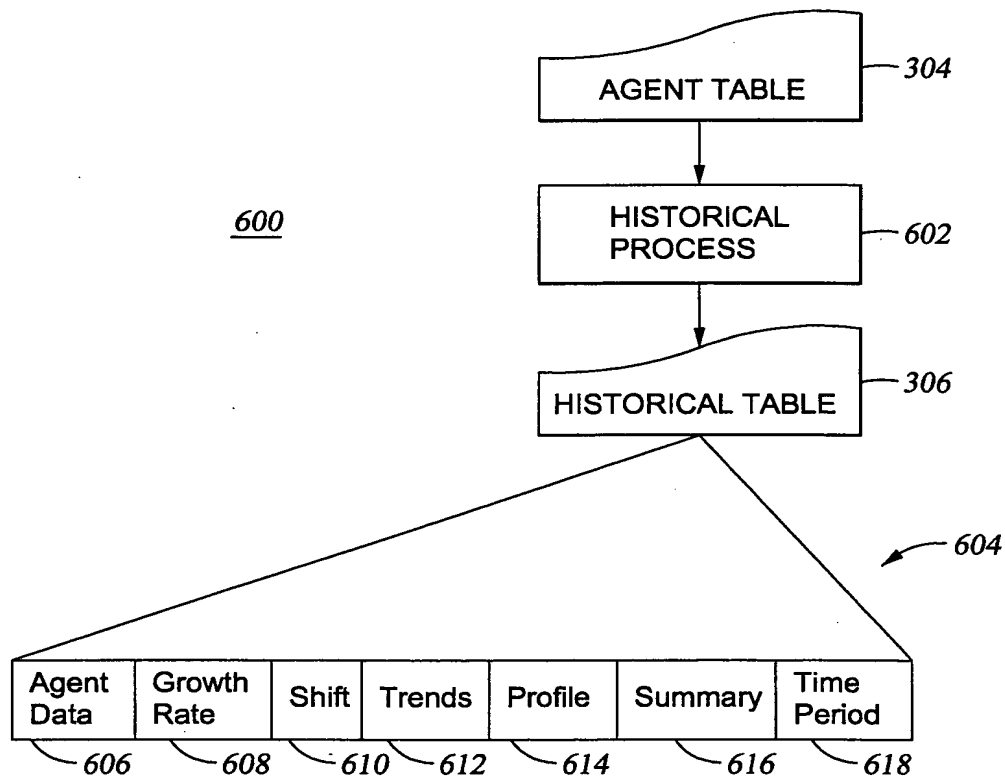 AGENT TABLE
304
600
HISTORICAL
PROCESS
602
HISTORICAL TABLE
306
604
Agent
Data
Growth
Rate
Shift
Trends
Profile
Summary
Time
Period
606
608
610
612
614
616
618